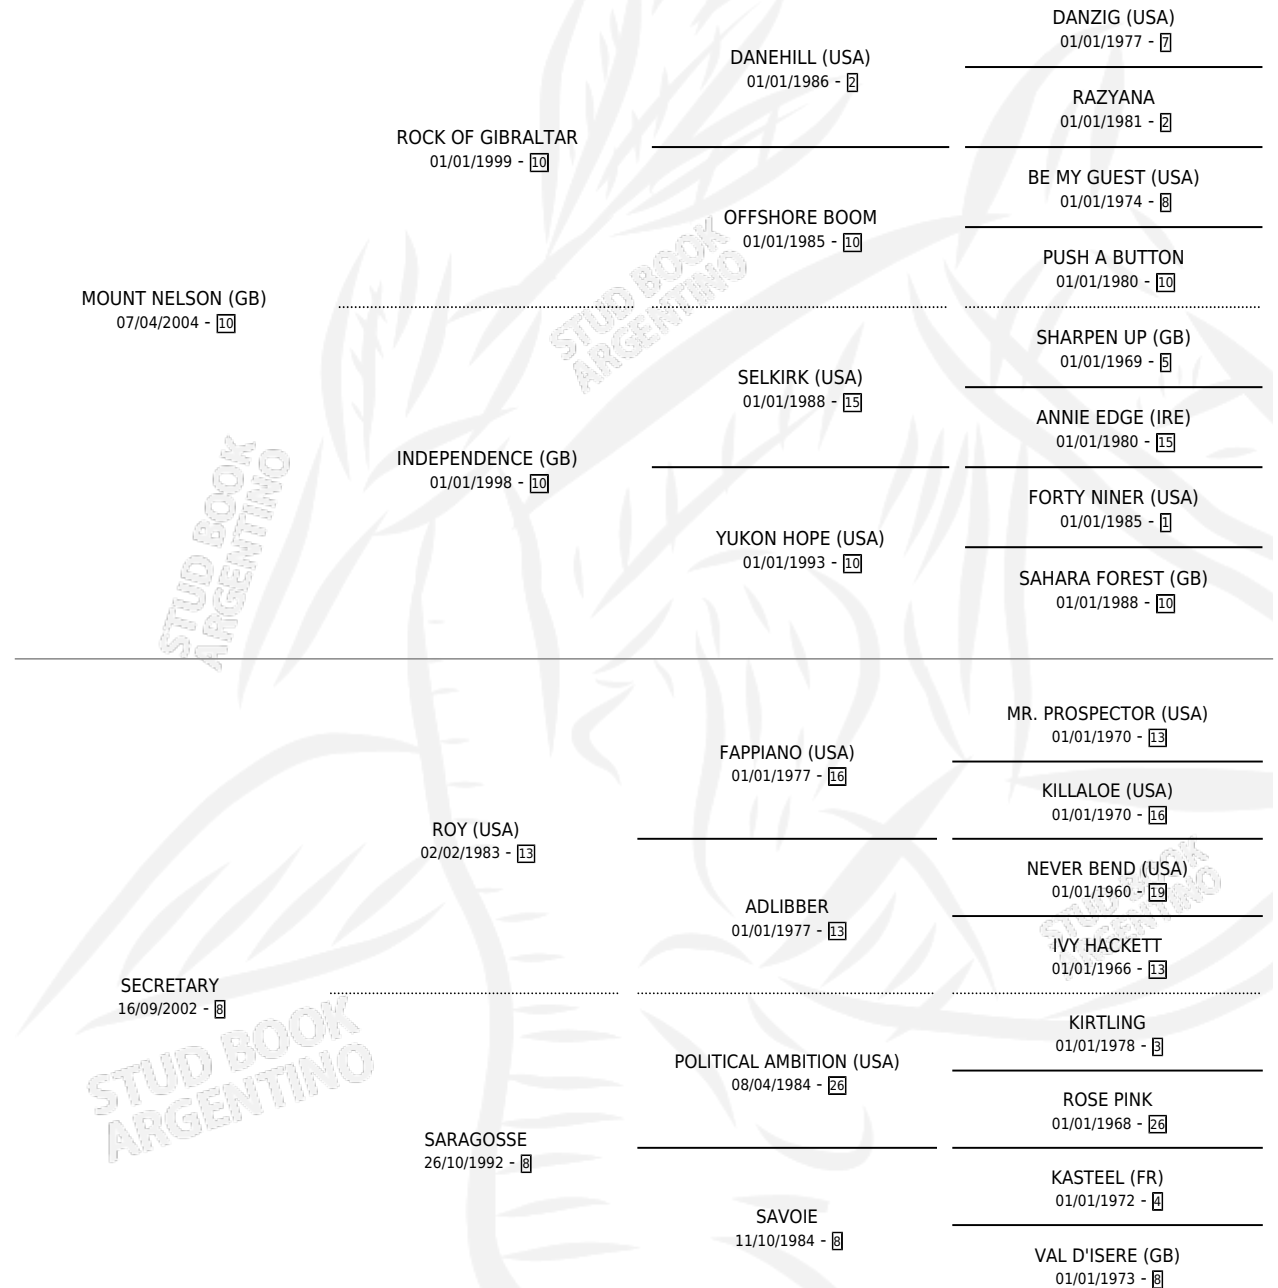 DANZIG (USA)
01/01/1977 - 7
DANEHILL (USA)
01/01/1986 - 2
RAZYANA
01/01/1981 - 2
ROCK OF GIBRALTAR
01/01/1999 - 10
BE MY GUEST (USA)
01/01/1974 - 8
OFFSHORE BOOM
01/01/1985 - 10
PUSH A BUTTON
01/01/1980 - 10
MOUNT NELSON (GB)
07/04/2004 - 10
STUD BOOK
ARGENTINO
SHARPEN UP (GB)
01/01/1969 - 5
SELKIRK (USA)
01/01/1988 - 15
ANNIE EDGE (IRE)
01/01/1980 - 15
INDEPENDENCE (GB)
01/01/1998 - 10
FORTY NINER (USA)
01/01/1985 - 1
YUKON HOPE (USA)
01/01/1993 - 10
SAHARA FOREST (GB)
01/01/1988 - 10
STUD BOOK
ARGENTINO
MR. PROSPECTOR (USA)
01/01/1970 - 13
FAPPIANO (USA)
01/01/1977 - 16
KILLALOE (USA)
01/01/1970 - 16
ROY (USA)
02/02/1983 - 13
NEVER BEND (USA)
01/01/1960 - 19
ADLIBBER
01/01/1977 - 13
STUD BOOK
ARGENTINO
IVY HACKETT
01/01/1966 - 13
SECRETARY
16/09/2002 - 8
KIRTLING
01/01/1978 - 3
POLITICAL AMBITION (USA)
08/04/1984 - 26
STUD BOOK
ARGENTINO
ROSE PINK
01/01/1968 - 26
SARAGOSSE
26/10/1992 - 8
KASTEEL (FR)
01/01/1972 - 4
SAVOIE
11/10/1984 - 8
VAL D'ISERE (GB)
01/01/1973 - 8